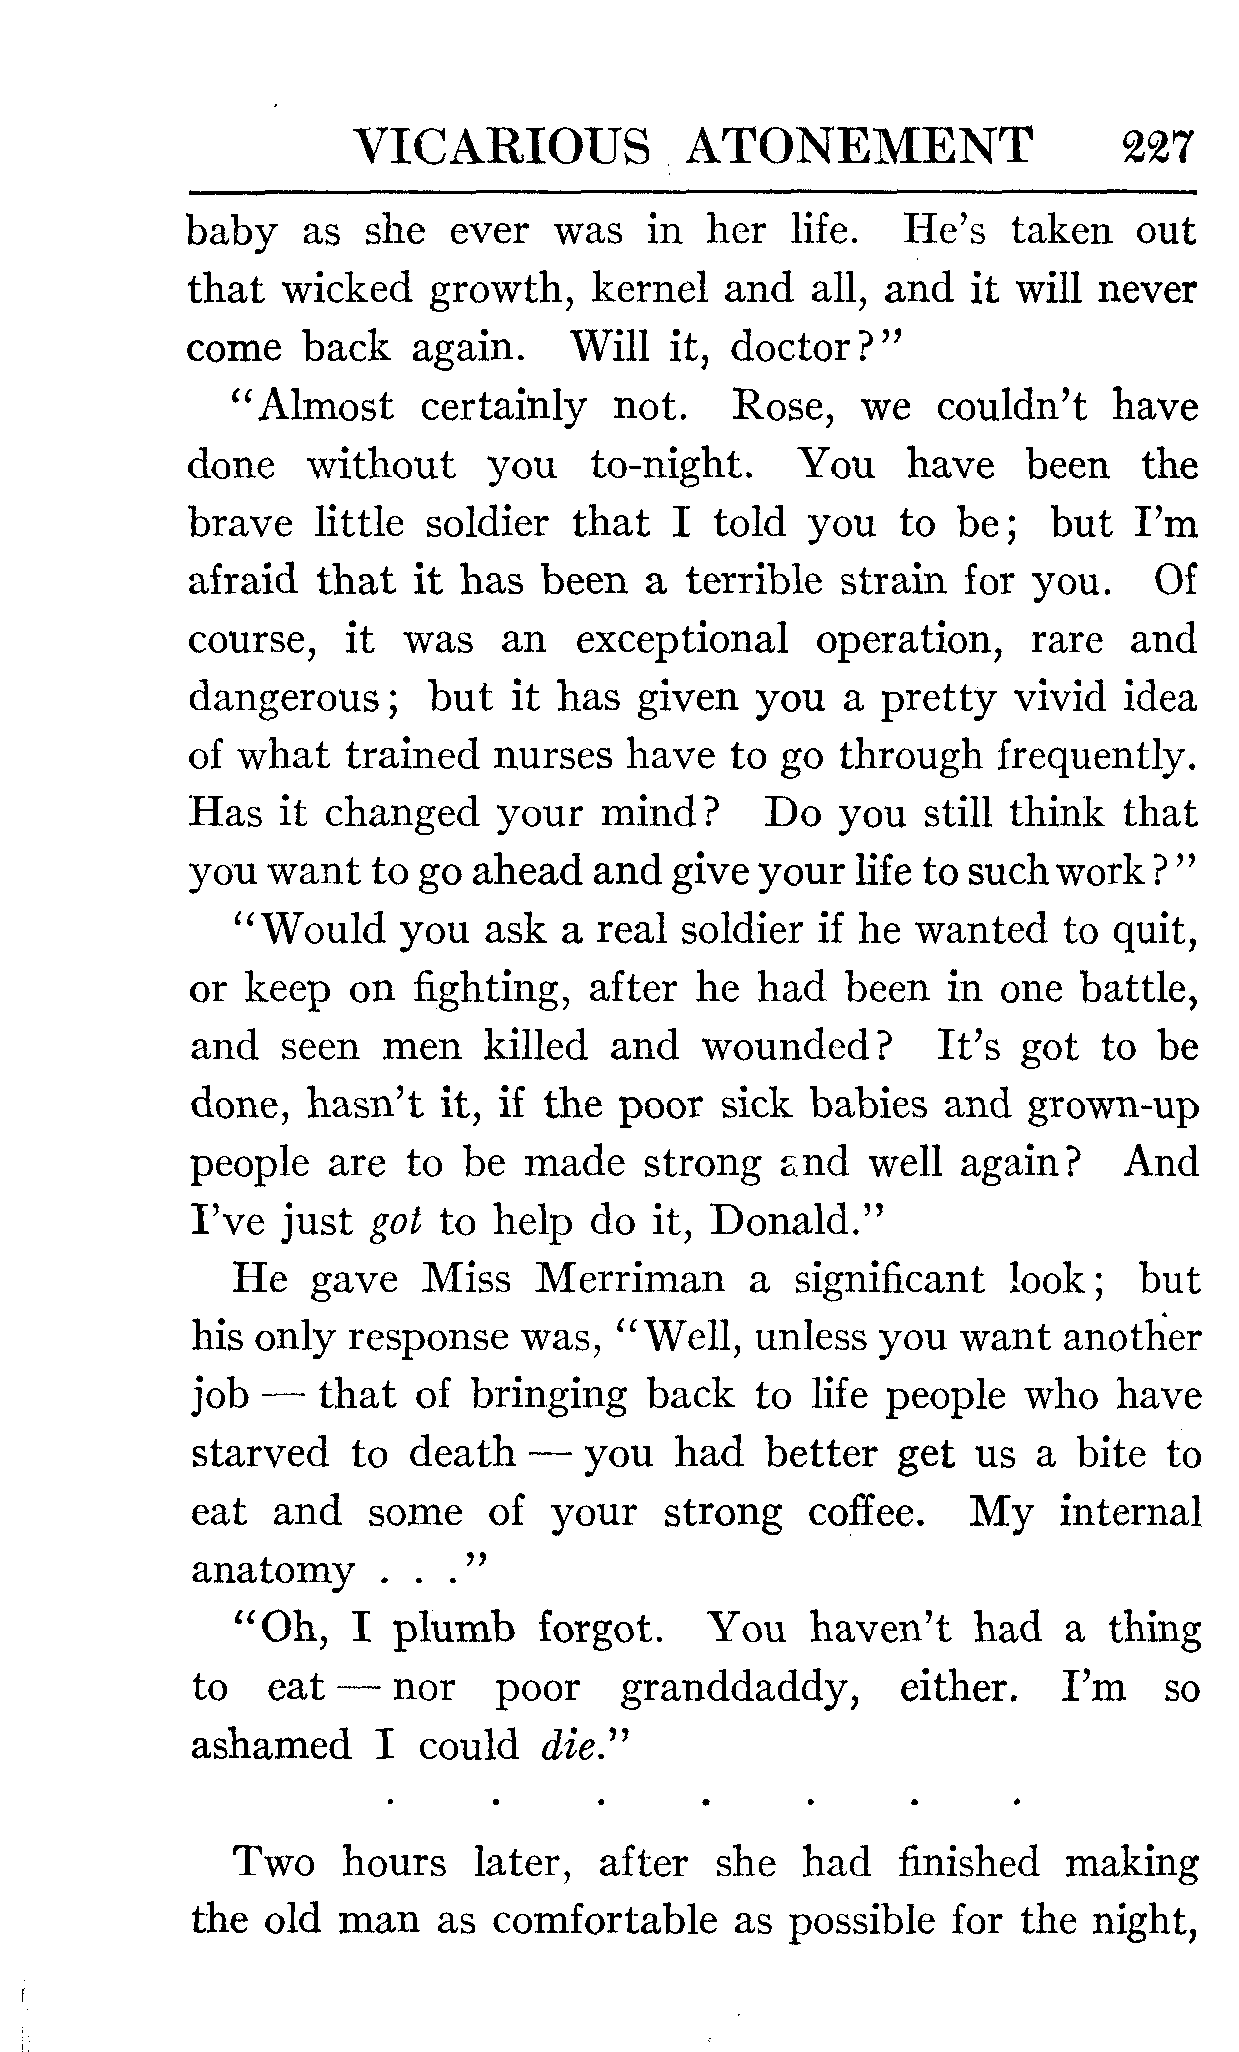 VICARIOUS ATONEMENT 227
baby as she ever was in her life. He's taken out
that wicked growth, kernel and all, and it will never
come back again. Will it, doctor?"
"Almost certainly not. Rose, we couldn't have
done without you to-night. You have been the
brave little soldier that I told you to be; but I'm
afraid that it has been a terrible strain for you. Of
course, it was an exceptional operation, rare and
dangerous; but it has given you a pretty vivid idea
of what trained nurses have to go through frequently.
Has it changed your mind? Do you still think that
you want to go ahead and give your life to such work?"
"Would you ask a real soldier if he wanted to quit,
or keep on fighting, after he had been in one battle,
and seen men killed and wounded? It's got to be
done, hasn't it, if the poor sick babies and grown-up
people are to be made strong and well again? And
I've just got to help do it, Donald."
He gave Miss Merriman a significant look; but
his only response was, "Well, unless you want another
job — that of bringing back to life people who have
starved to death — you had better get us a bite to
eat and some of your strong coffee. My internal
anatomy . . ."
"Oh, I plumb forgot. You haven't had a thing
to eat — nor poor granddaddy, either. I'm so
ashamed I could die."
. . . . . . .
Two hours later, after she had finished making
the old man as comfortable as possible for the night,